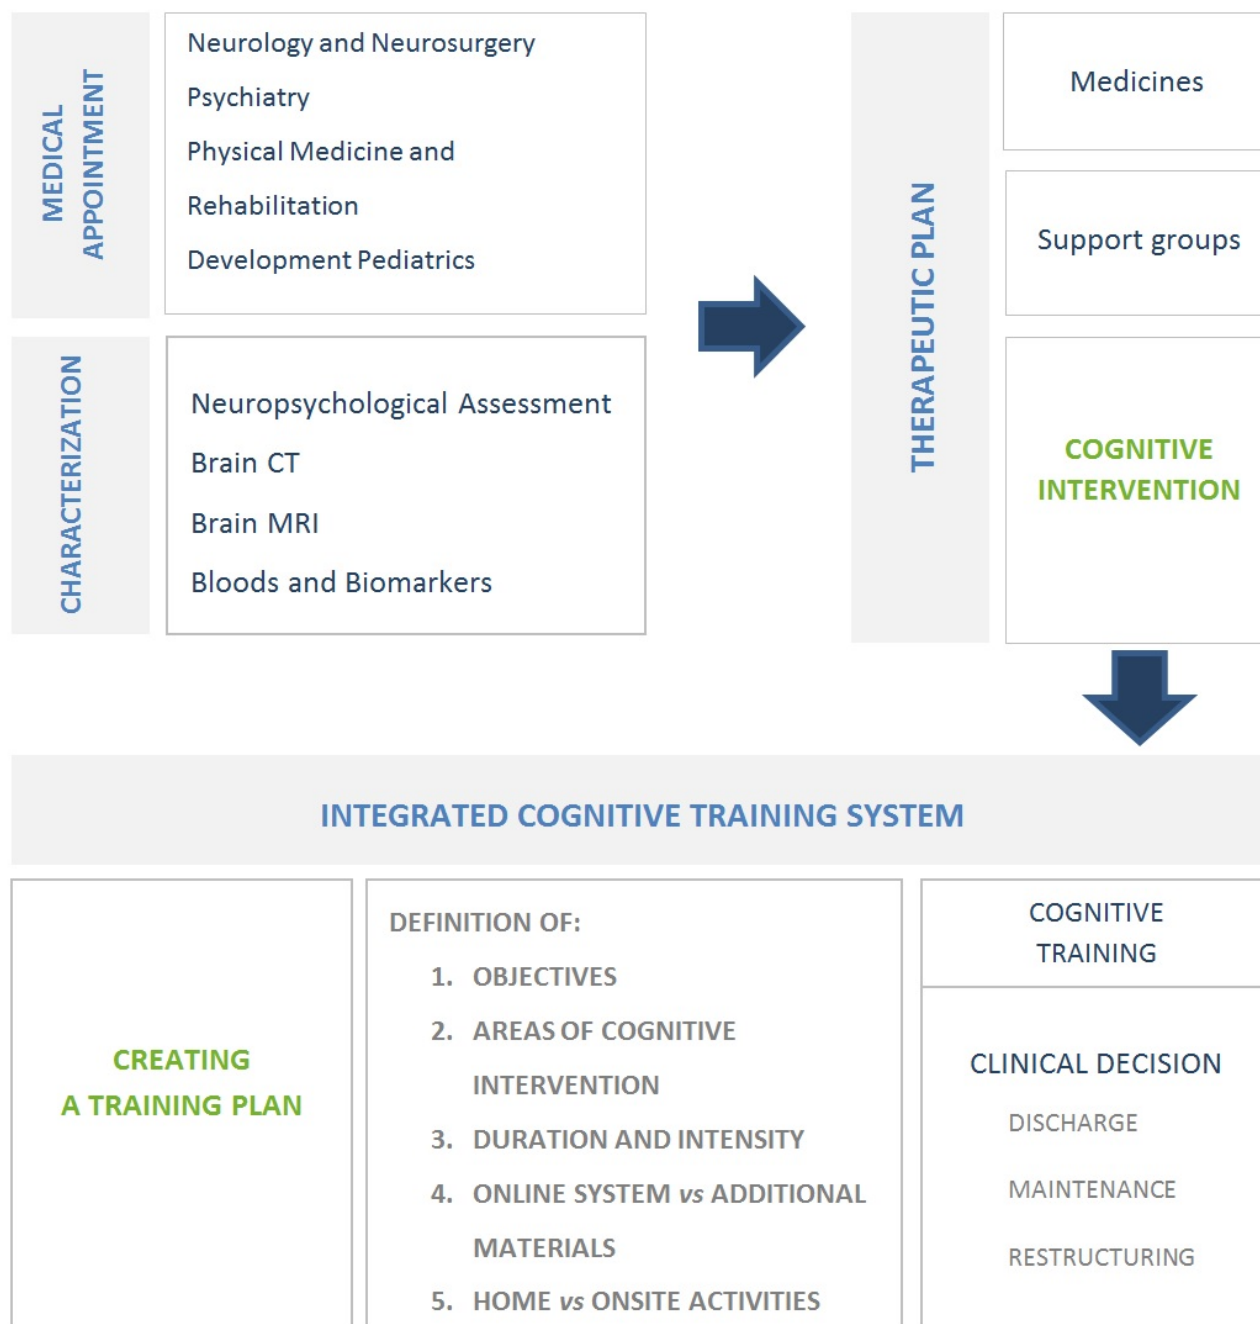 MEDICAL
APPOINTMENT
Neurology and Neurosurgery
Psychiatry
Physical Medicine and
Rehabilitation
Development Pediatrics
CHARACTERIZATION
Neuropsychological Assessment
Brain CT
Brain MRI
Bloods and Biomarkers
THERAPEUTIC PLAN
Medicines
Support groups
COGNITIVE
INTERVENTION
INTEGRATED COGNITIVE TRAINING SYSTEM
CREATING
A TRAINING PLAN
DEFINITION OF:
1. OBJECTIVES
2. AREAS OF COGNITIVE
INTERVENTION
3. DURATION AND INTENSITY
4. ONLINE SYSTEM vs ADDITIONAL
MATERIALS
5. HOME vs ONSITE ACTIVITIES
COGNITIVE
TRAINING
CLINICAL DECISION
DISCHARGE
MAINTENANCE
RESTRUCTURING